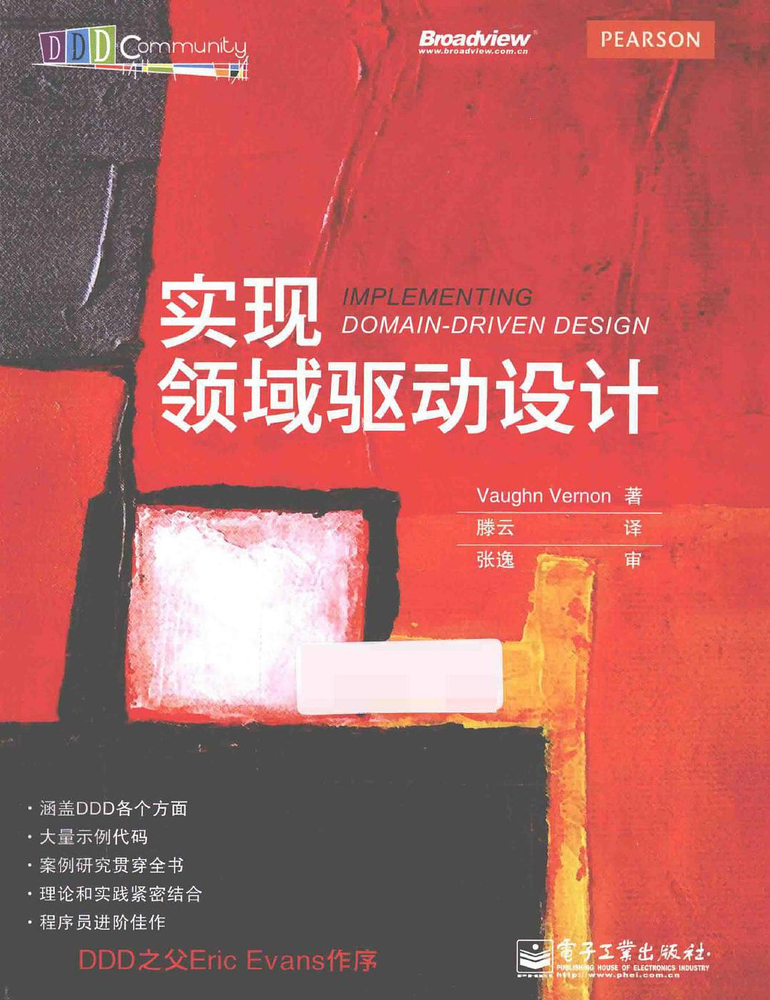 DDD Community
Broadview®
www.broadview.com.cn
PEARSON
实现
IMPLEMENTING
DOMAIN-DRIVEN DESIGN
领域驱动设计
Vaughn Vernon 著
滕云 译
张逸 审
· 涵盖DDD各个方面
· 大量示例代码
· 案例研究贯穿全书
· 理论和实践紧密结合
· 程序员进阶佳作
DDD之父Eric Evans作序
电子工业出版社·
PUBLISHING HOUSE OF ELECTRONICS INDUSTRY
http://www.phei.com.cn